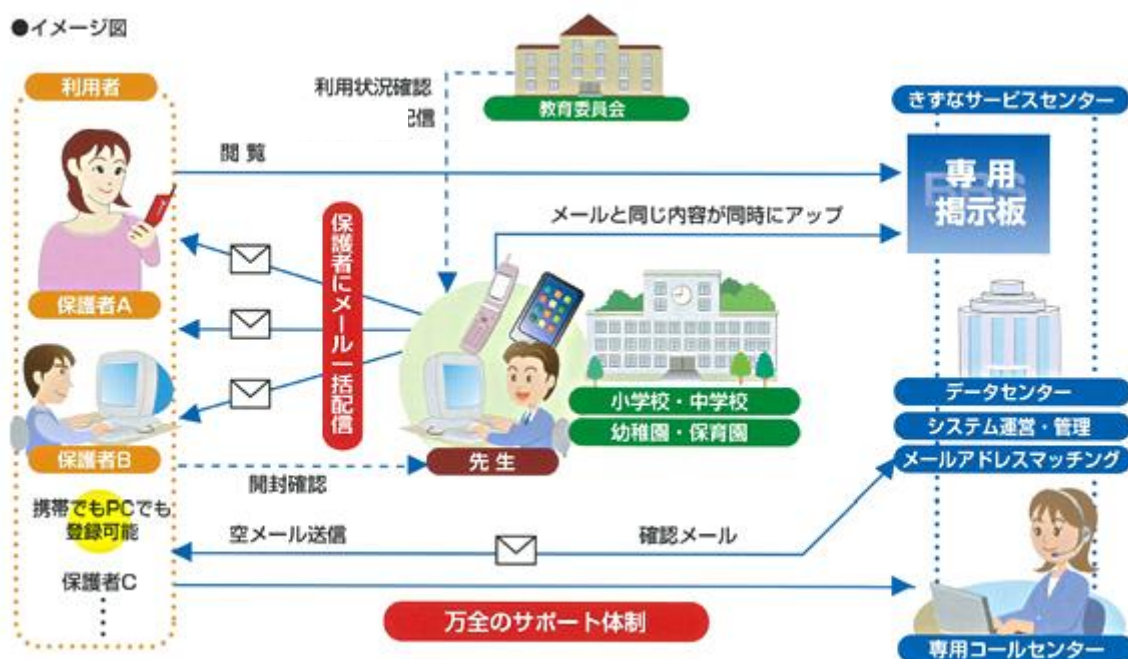 ●イメージ図
利用者
保護者A
保護者B
携帯でもPCでも
登録可能
保護者C
閲覧
利用状況確認
配信
教育委員会
保護者にメール一括配信
メールと同じ内容が同時にアップ
小学校・中学校
幼稚園・保育園
先生
開封確認
空メール送信
確認メール
万全のサポート体制
きずなサービスセンター
専用
掲示板
BBS
データセンター
システム運営・管理
メールアドレスマッチング
専用コールセンター